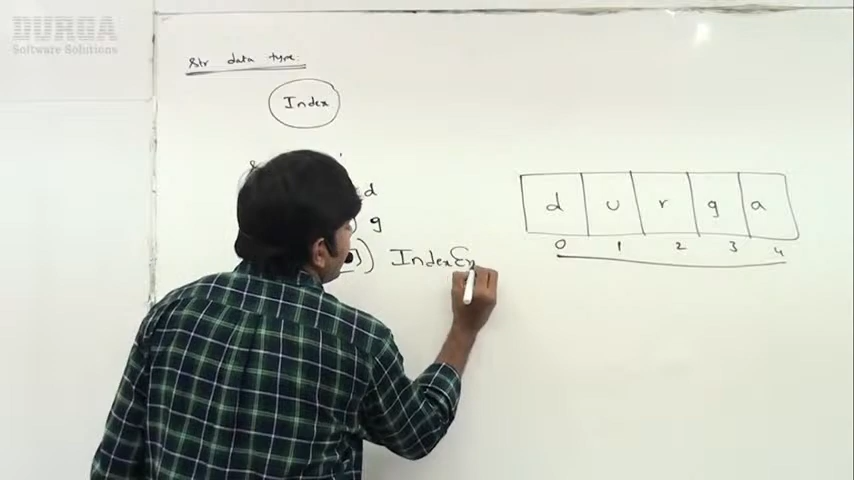 DURGA
Software Solutions
Str data type:
Index
d
d u r g a
) g
]) IndexEr
0 1 2 3 4